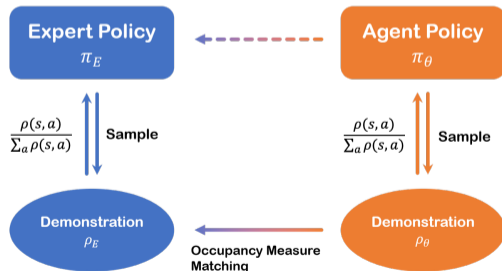 Expert Policy
π_E
Agent Policy
π_θ
ρ(s, a)
∑_a ρ(s, a)
Sample
ρ(s, a)
∑_a ρ(s, a)
Sample
Demonstration
ρ_E
Demonstration
ρ_θ
Occupancy Measure
Matching